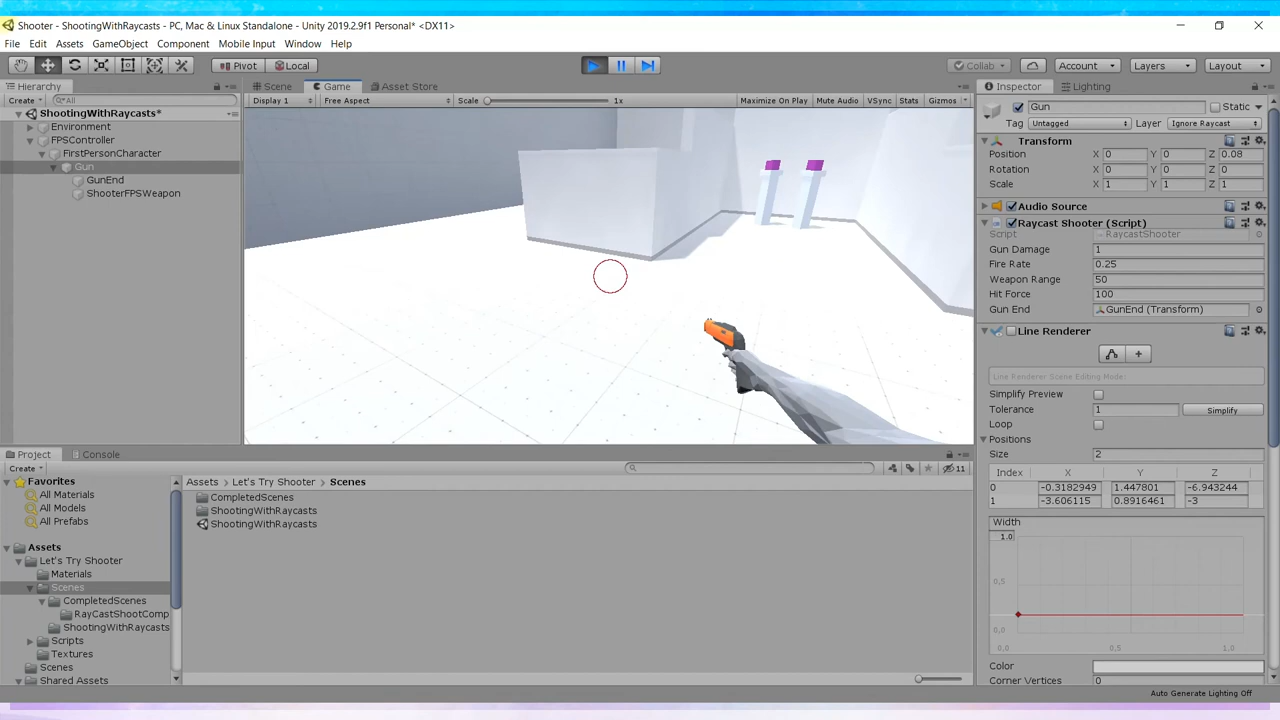 Shooter - ShootingWithRaycasts - PC, Mac & Linux Standalone - Unity 2019.2.9f1 Personal* <DX11>
File Edit Assets GameObject Component Mobile Input Window Help
Pivot Local Collab Account Layers Layout
Hierarchy
Create All
ShootingWithRaycasts*
Environment
FPSController
FirstPersonCharacter
Gun
GunEnd
ShooterFPSWeapon
Scene Game Asset Store
Display 1 Free Aspect Scale 1x Maximize On Play Mute Audio VSync Stats Gizmos
Inspector Lighting
Gun Static
Tag Untagged Layer Ignore Raycast
Transform
Position X 0 Y 0 Z 0.08
Rotation X 0 Y 0 Z 0
Scale X 1 Y 1 Z 1
Audio Source
Raycast Shooter (Script)
Script RaycastShooter
Gun Damage 1
Fire Rate 0.25
Weapon Range 50
Hit Force 100
Gun End GunEnd (Transform)
Line Renderer
Line Renderer Scene Editing Mode:
Simplify Preview
Tolerance 1 Simplify
Loop
Positions
Size 2
Index X Y Z
0 -0.3182949 1.447801 -6.943244
1 -3.606115 0.8916461 -3
Width
1.0
0,5
0,0
0,0 0,5 1.0
Color
Corner Vertices 0
Project Console
Create 11
Favorites
All Materials
All Models
All Prefabs
Assets
Let's Try Shooter
Materials
Scenes
CompletedScenes
RayCastShootComp
ShootingWithRaycasts
Scripts
Textures
Scenes
Shared Assets
Assets Let's Try Shooter Scenes
CompletedScenes
ShootingWithRaycasts
ShootingWithRaycasts
Auto Generate Lighting Off